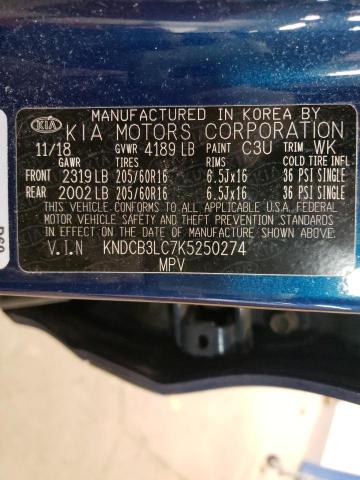 MANUFACTURED IN KOREA BY
KIA KIA MOTORS CORPORATION
11/18 GVWR 4189 LB PAINT C3U TRIM WK
GAWR TIRES RIMS COLD TIRE INFL
FRONT 2319 LB 205/60R16 6.5Jx16 36 PSI SINGLE
REAR 2002 LB 205/60R16 6.5Jx16 36 PSI SINGLE
THIS VEHICLE CONFORMS TO ALL APPLICABLE U.S.A. FEDERAL
MOTOR VEHICLE SAFETY AND THEFT PREVENTION STANDARDS
IN EFFECT ON THE DATE OF MANUFACTURE SHOWN ABOVE.
V.I.N KNDCB3LC7K5250274
MPV